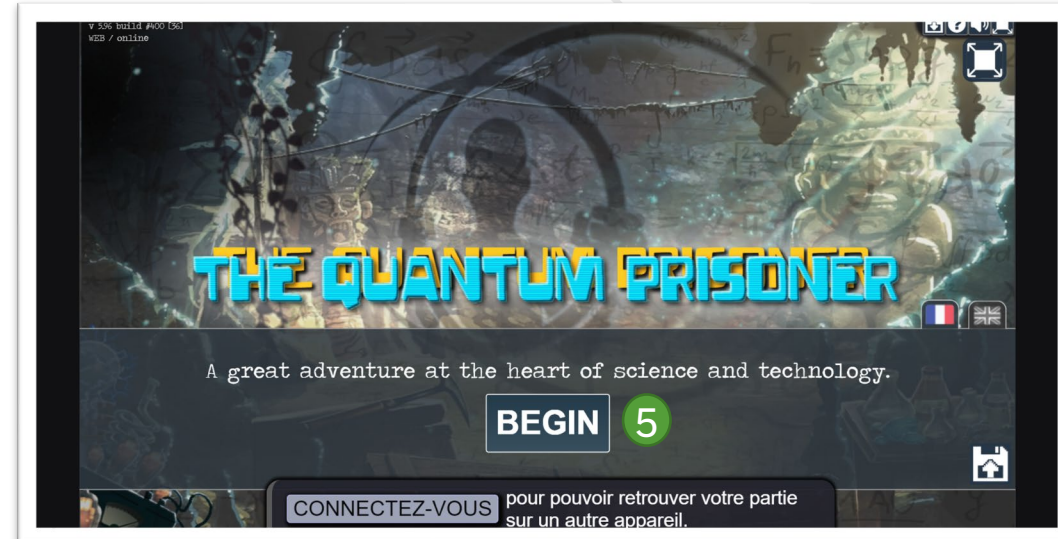 v 5.96 build #400 [36]
WEB / online
THE QUANTUM PRISONER
A great adventure at the heart of science and technology.
BEGIN
5
CONNECTEZ-VOUS pour pouvoir retrouver votre partie
sur un autre appareil.